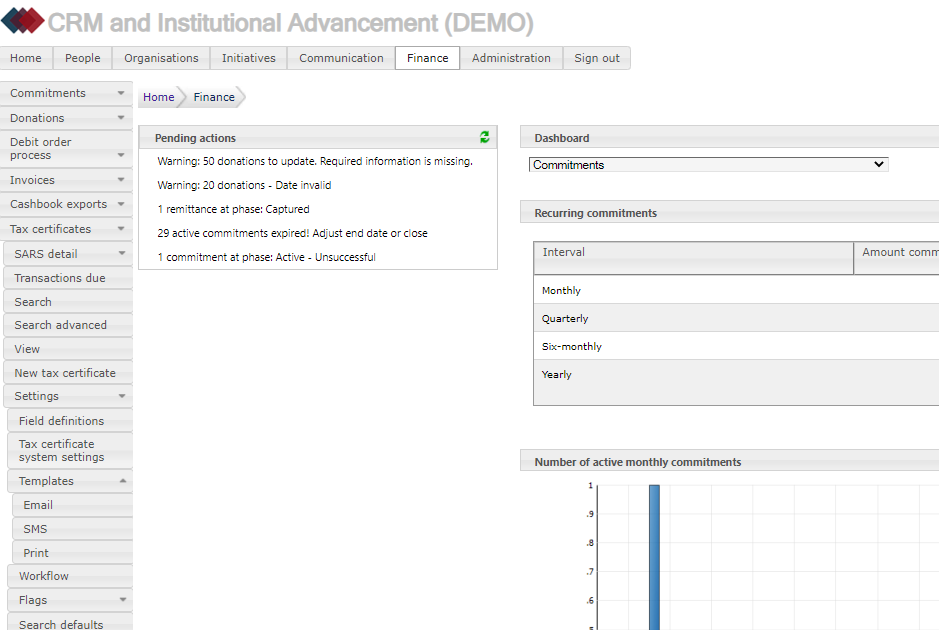 CRM and Institutional Advancement (DEMO)
Home People Organisations Initiatives Communication Finance Administration Sign out
Commitments
Donations
Debit order
process
Invoices
Cashbook exports
Tax certificates
SARS detail
Transactions due
Search
Search advanced
View
New tax certificate
Settings
Field definitions
Tax certificate
system settings
Templates
Email
SMS
Print
Workflow
Flags
Search defaults
Home Finance
Pending actions
Warning: 50 donations to update. Required information is missing.
Warning: 20 donations - Date invalid
1 remittance at phase: Captured
29 active commitments expired! Adjust end date or close
1 commitment at phase: Active - Unsuccessful
Dashboard
Commitments
Recurring commitments
Interval Amount comm
Monthly
Quarterly
Six-monthly
Yearly
Number of active monthly commitments
1
.9
.8
.7
.6